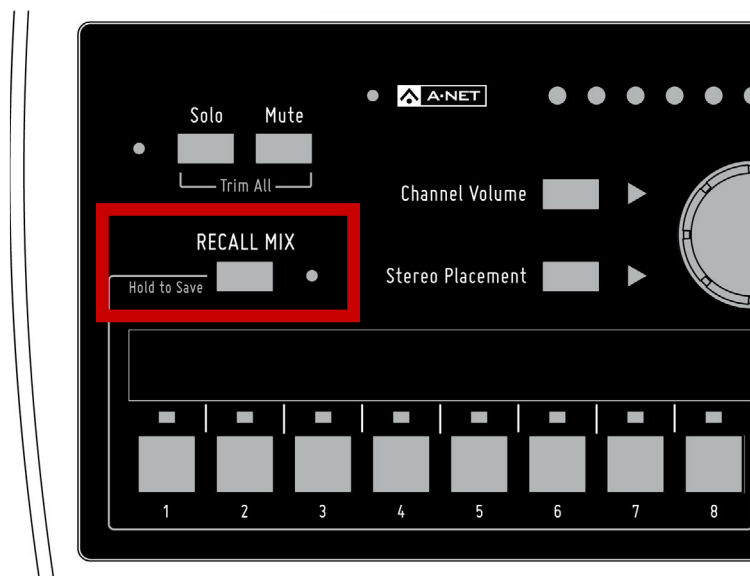 A·NET
Solo Mute
Trim All
Channel Volume
RECALL MIX
Hold to Save
Stereo Placement
1 2 3 4 5 6 7 8